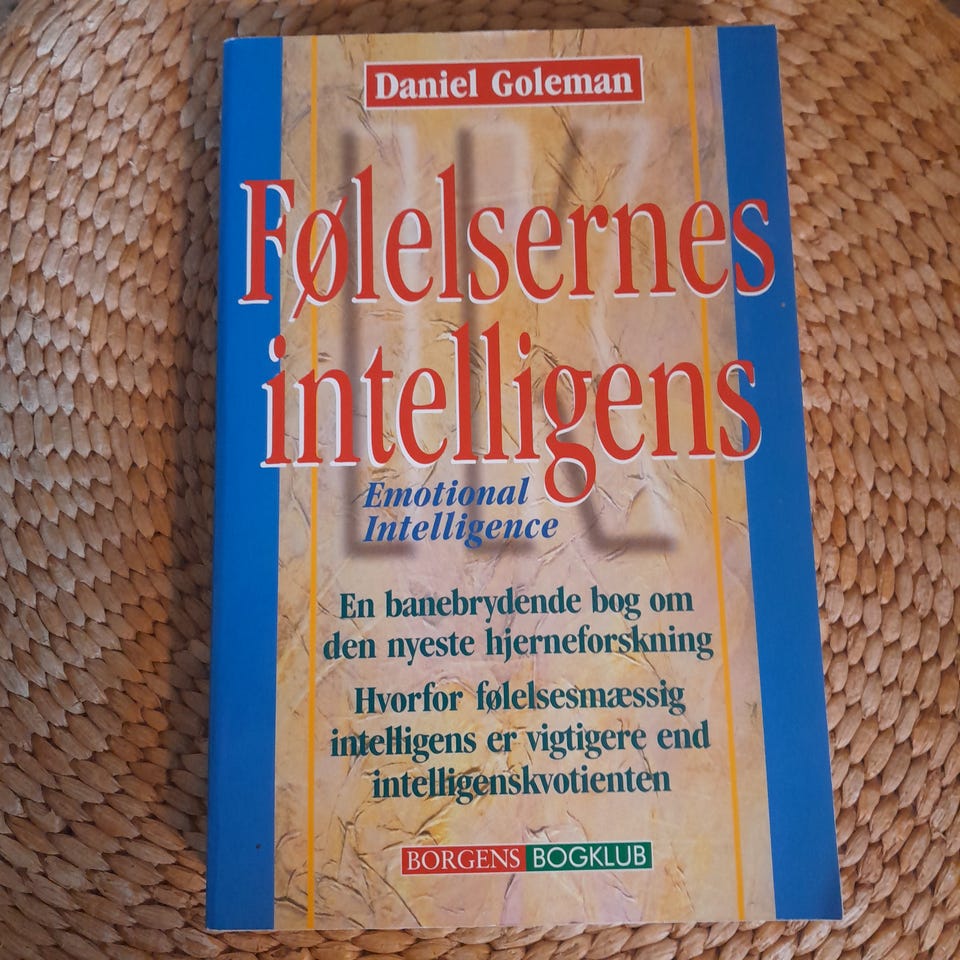 Daniel Goleman
Følelsernes
intelligens
Emotional
Intelligence
En banebrydende bog om
den nyeste hjerneforskning
Hvorfor følelsesmæssig
intelligens er vigtigere end
intelligenskvotienten
BORGENS BOGKLUB